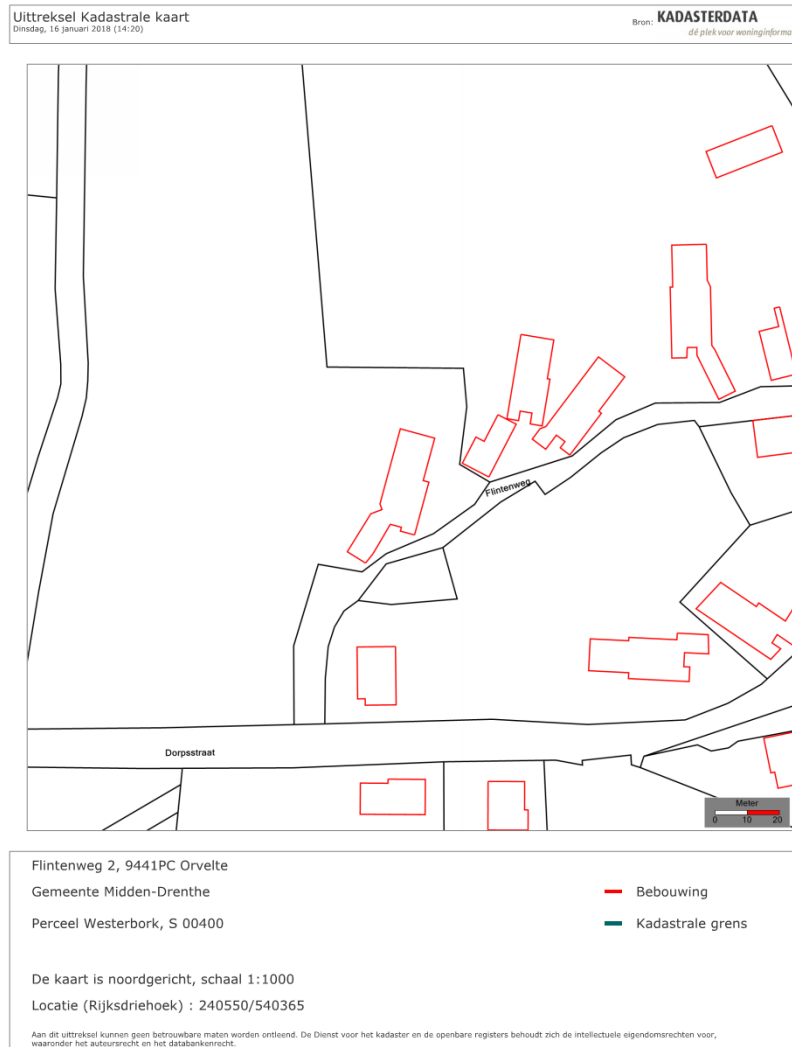 Uittreksel Kadastrale kaart
Dinsdag, 16 januari 2018 (14:20)
Bron: KADASTERDATA
dé plek voor woninginforma
Flintenweg
Dorpsstraat
Meter
0 10 20
Flintenweg 2, 9441PC Orvelte
Gemeente Midden-Drenthe
Bebouwing
Perceel Westerbork, S 00400
Kadastrale grens
De kaart is noordgericht, schaal 1:1000
Locatie (Rijksdriehoek) : 240550/540365
Aan dit uittreksel kunnen geen betrouwbare maten worden ontleend. De Dienst voor het kadaster en de openbare registers behoudt zich de intellectuele eigendomsrechten voor,
waaronder het auteursrecht en het databankenrecht.